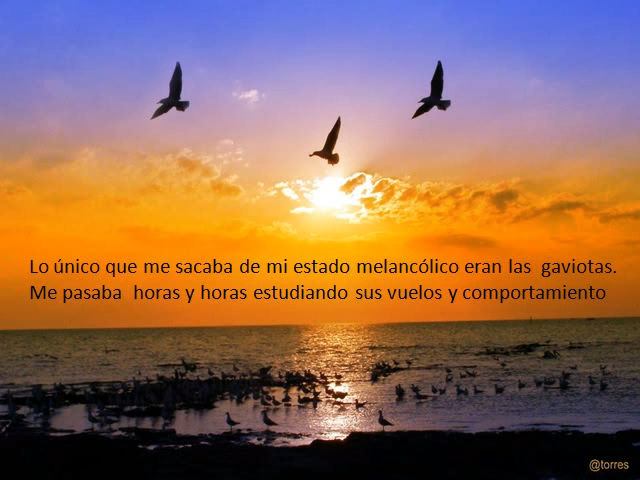 Lo único que me sacaba de mi estado melancólico eran las gaviotas.
Me pasaba horas y horas estudiando sus vuelos y comportamiento
@torres